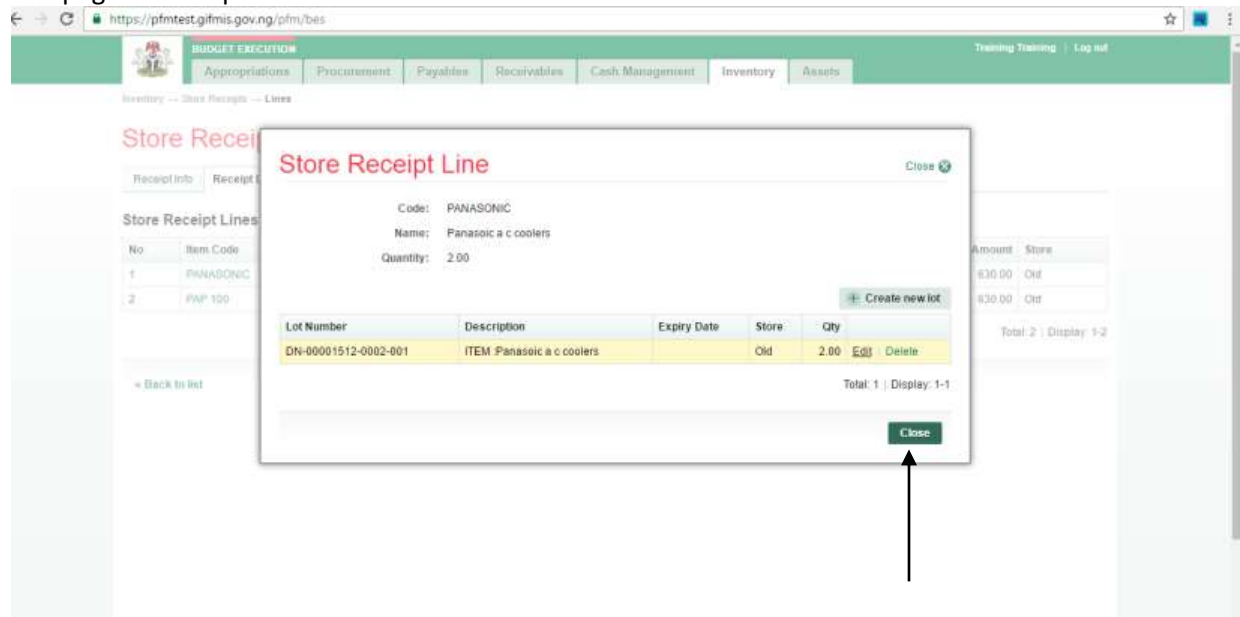 https://pfmtest.gifmis.gov.ng/pfm/bes
BUDGET EXECUTION
Training Training | Log out
Appropriations Procurement Payables Receivables Cash Management Inventory Assets
Inventory — Store Receipts — Lines
Store Receip
Receipt Info Receipt
Store Receipt Lines
No Item Code Amount Store
1 PANASONIC 630.00 Old
2 PAP 100 630.00 Old
Total: 2 | Display: 1-2
« Back to list
Store Receipt Line
Close
Code: PANASONIC
Name: Panasoic a c coolers
Quantity: 2.00
Create new lot
Lot Number Description Expiry Date Store Qty
DN-00001512-0002-001 ITEM :Panasoic a c coolers Old 2.00 Edit | Delete
Total: 1 | Display: 1-1
Close